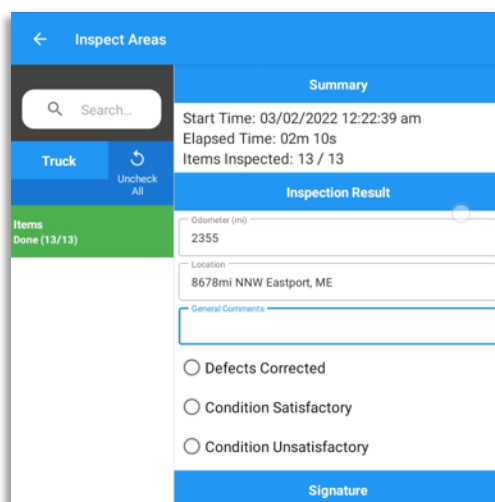 Inspect Areas
Search...
Truck
Uncheck
All
Items
Done (13/13)
Summary
Start Time: 03/02/2022 12:22:39 am
Elapsed Time: 02m 10s
Items Inspected: 13 / 13
Inspection Result
Odometer (mi)
2355
Location
8678mi NNW Eastport, ME
General Comments
Defects Corrected
Condition Satisfactory
Condition Unsatisfactory
Signature